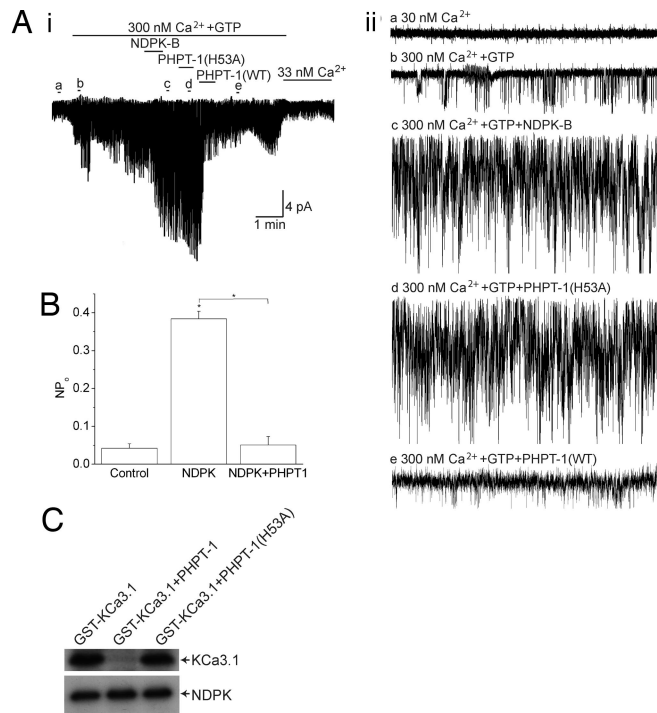 A i
300 nM Ca²⁺+GTP
NDPK-B
PHPT-1(H53A)
PHPT-1(WT)
33 nM Ca²⁺
a b c d e
4 pA
1 min
ii
a 30 nM Ca²⁺
b 300 nM Ca²⁺ +GTP
c 300 nM Ca²⁺ +GTP+NDPK-B
d 300 nM Ca²⁺ +GTP+PHPT-1(H53A)
e 300 nM Ca²⁺ +GTP+PHPT-1(WT)
B
NPₒ
0.4
0.3
0.2
0.1
0.0
*
*
Control NDPK NDPK+PHPT1
C
GST-KCa3.1
GST-KCa3.1+PHPT-1
GST-KCa3.1+PHPT-1(H53A)
KCa3.1
NDPK